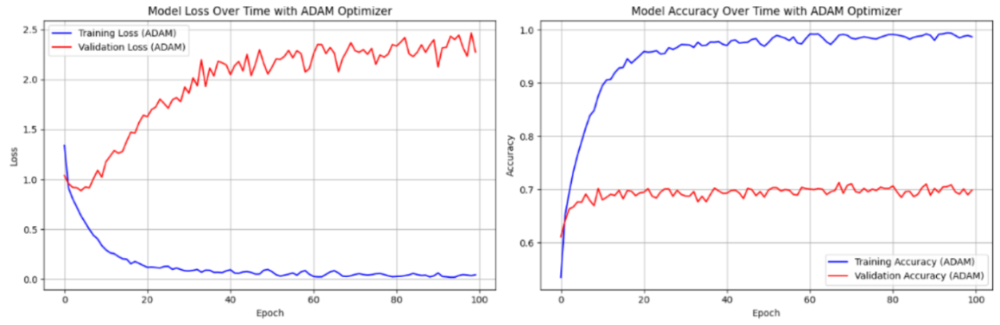 Model Loss Over Time with ADAM Optimizer
Training Loss (ADAM)
Validation Loss (ADAM)
2.5
2.0
1.5
1.0
0.5
0.0
Loss
0
20
40
60
80
100
Epoch
Model Accuracy Over Time with ADAM Optimizer
1.0
0.9
0.8
0.7
0.6
Accuracy
Training Accuracy (ADAM)
Validation Accuracy (ADAM)
0
20
40
60
80
100
Epoch